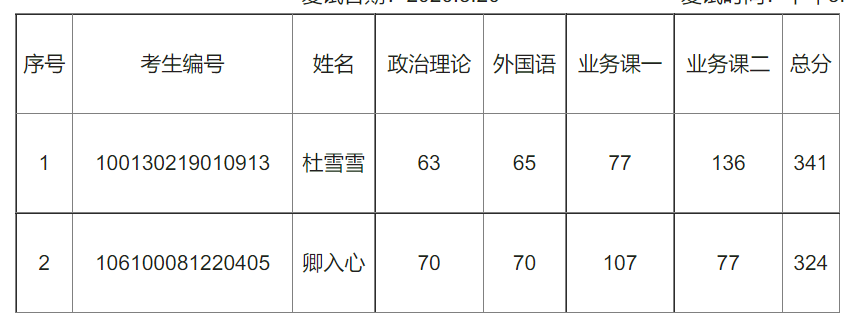 序号 考生编号 姓名 政治理论 外国语 业务课一 业务课二 总分
1 100130219010913 杜雪雪 63 65 77 136 341
2 106100081220405 卿入心 70 70 107 77 324